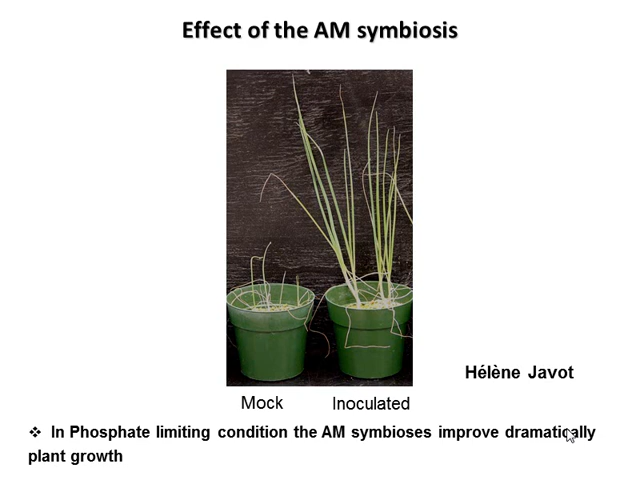 Effect of the AM symbiosis
Hélène Javot
Mock Inoculated
❖ In Phosphate limiting condition the AM symbioses improve dramatically
plant growth